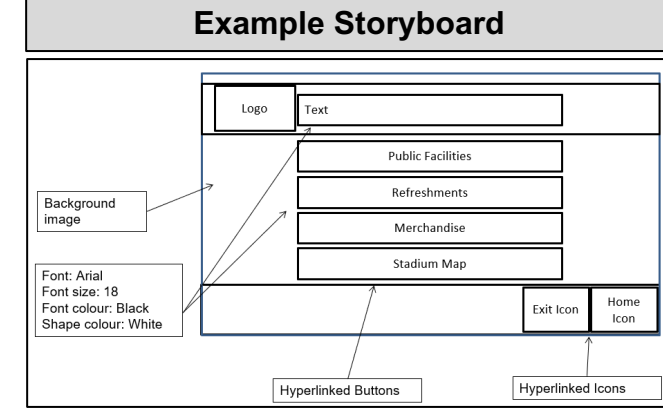 Example Storyboard
Logo
Text
Public Facilities
Refreshments
Merchandise
Stadium Map
Background
image
Font: Arial
Font size: 18
Font colour: Black
Shape colour: White
Exit Icon
Home
Icon
Hyperlinked Buttons
Hyperlinked Icons